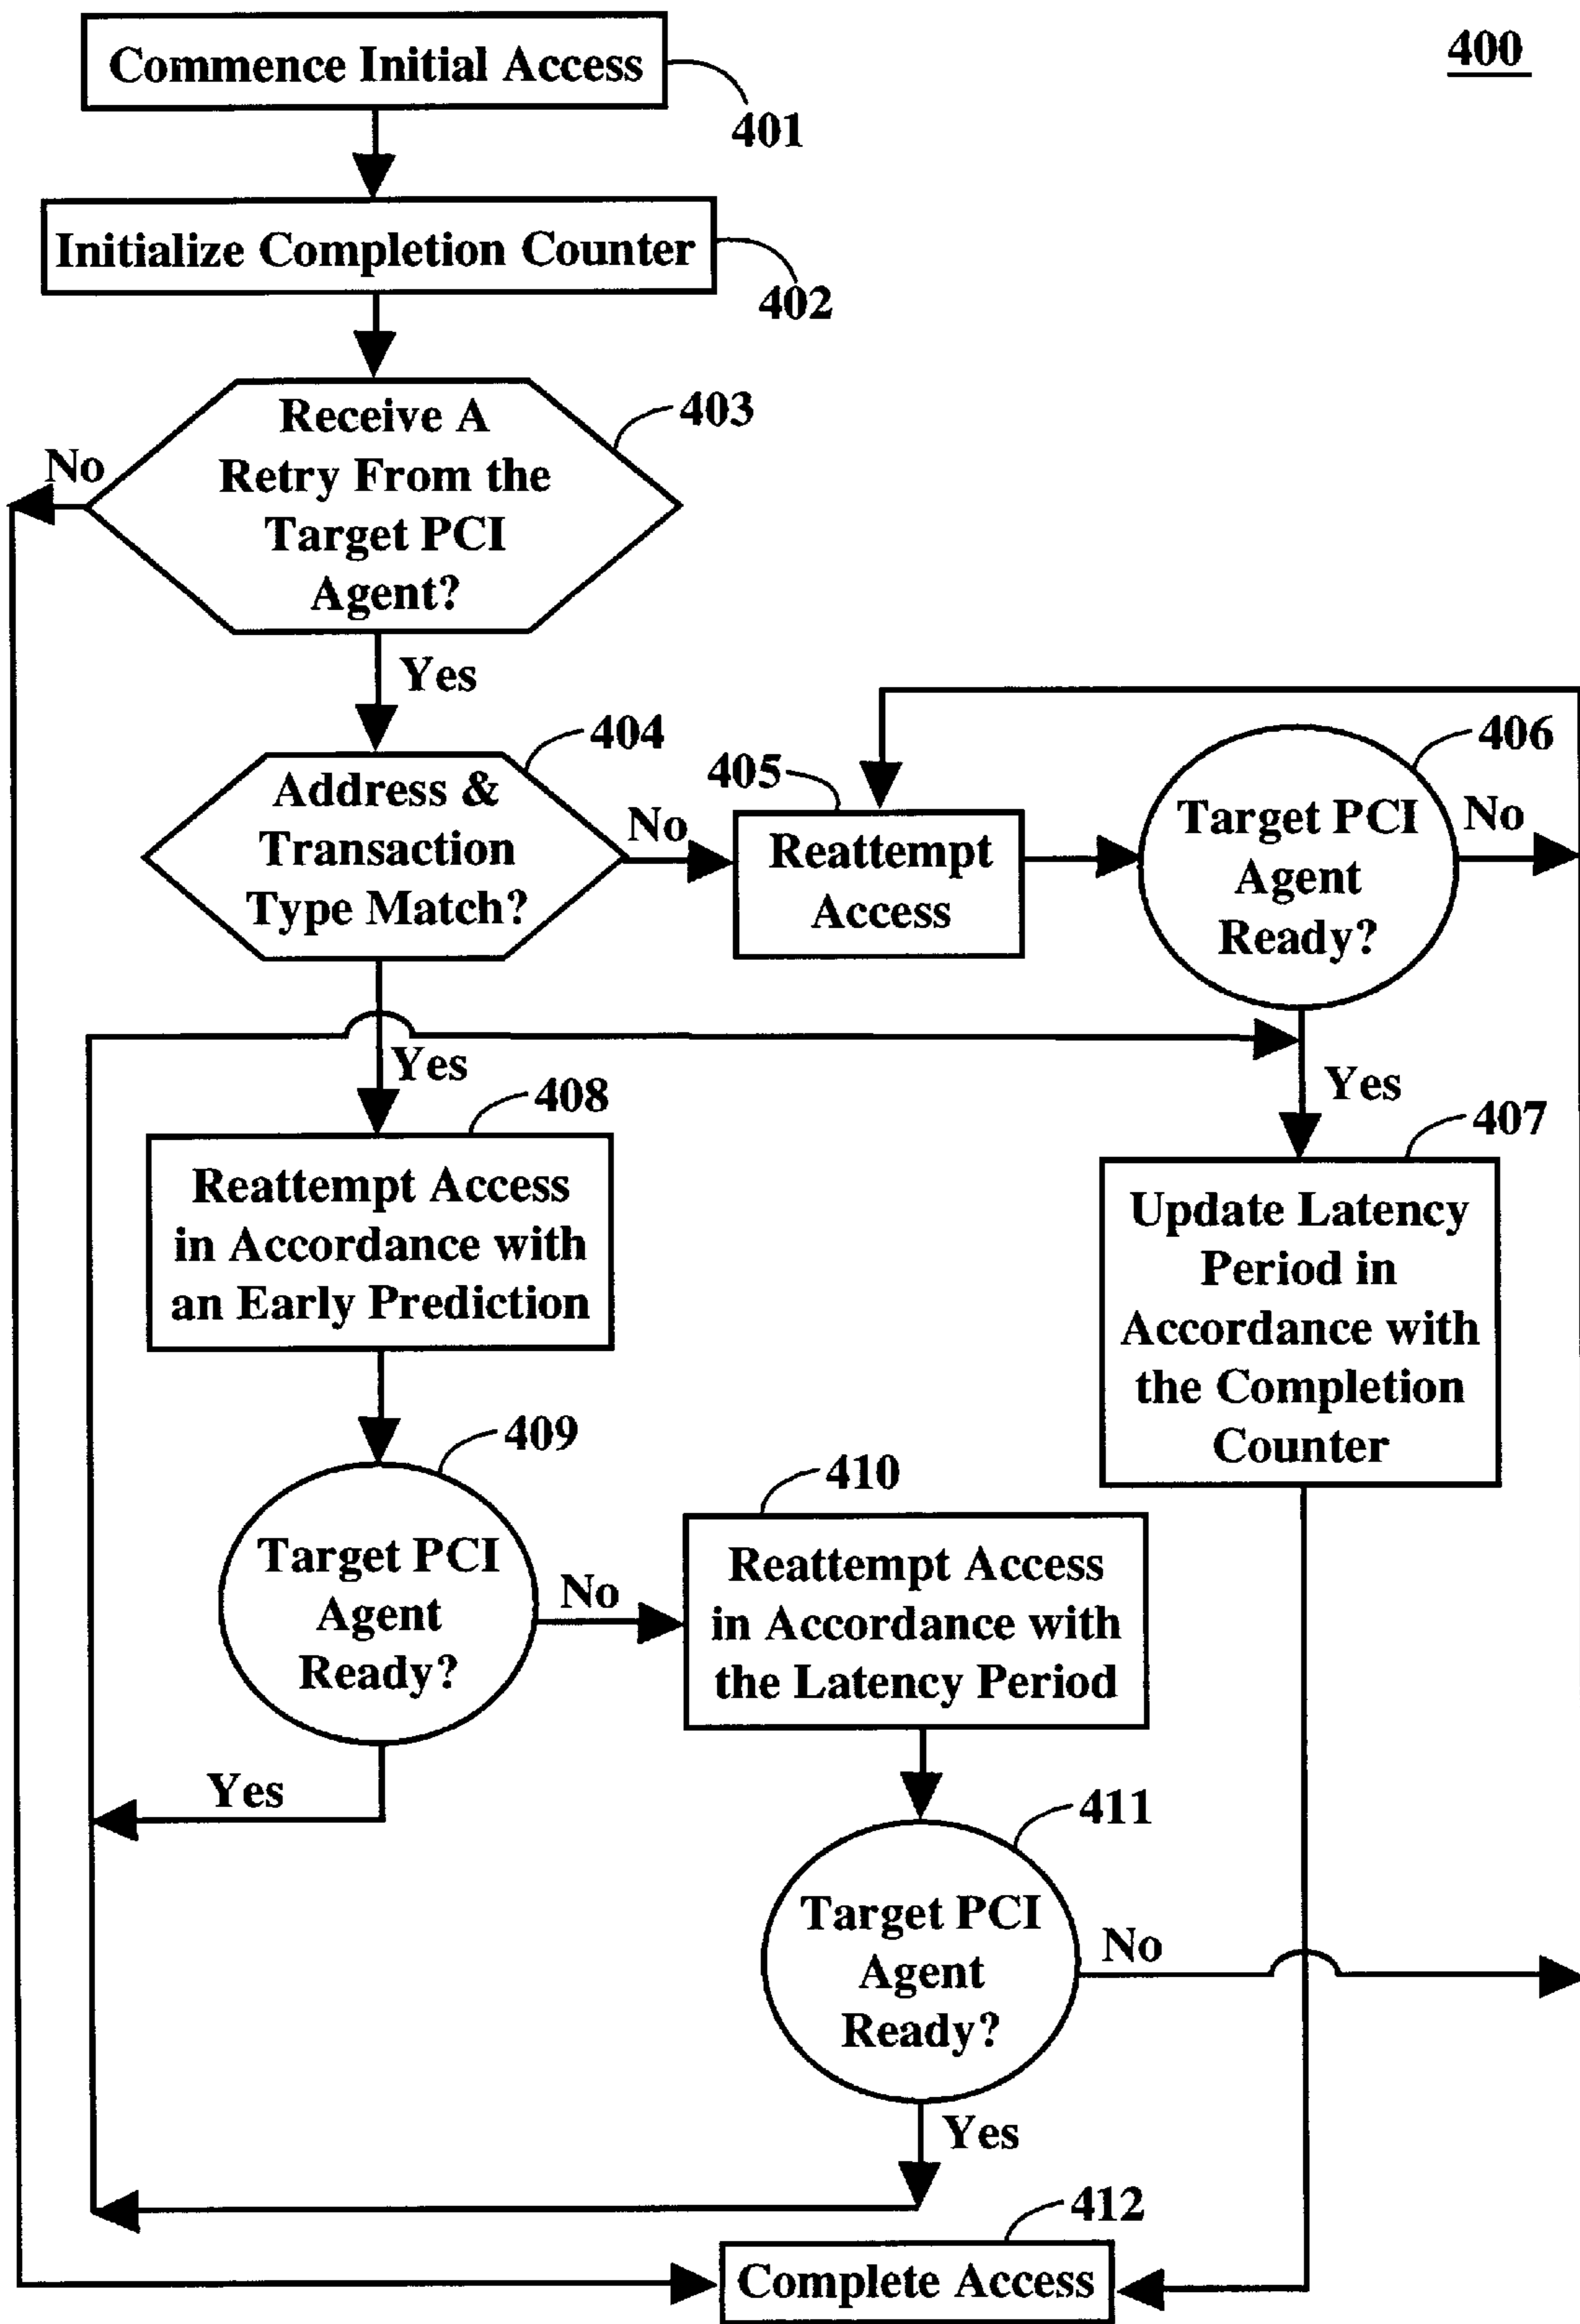 400
Commence Initial Access
401
Initialize Completion Counter
402
Receive A
Retry From the
Target PCI
Agent?
403
No
Yes
Address &
Transaction
Type Match?
404
No
405
Reattempt
Access
Target PCI
Agent
Ready?
406
No
Yes
Yes
407
Update Latency
Period in
Accordance with
the Completion
Counter
408
Reattempt Access
in Accordance with
an Early Prediction
409
Target PCI
Agent
Ready?
No
Yes
410
Reattempt Access
in Accordance with
the Latency Period
411
Target PCI
Agent
Ready?
No
Yes
412
Complete Access